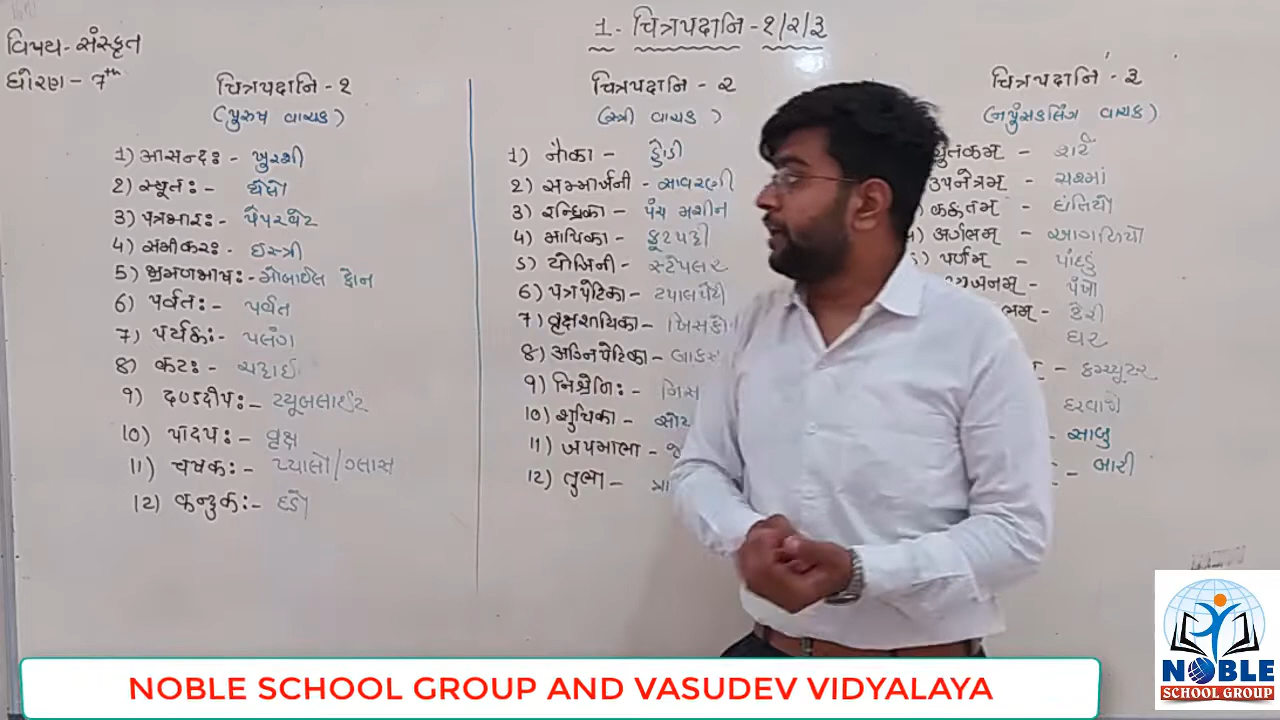 વિષય - સંસ્કૃત
ધોરણ - 7th
1. चित्रपदानि - १/२/३
चित्रपदानि - १
(પુરુષ વાચક)
1) आसन्दः - ખુરશી
2) स्यूतः - થેલો
3) पत्रभारः - પેપરવેટ
4) समीकरः - ઇસ્ત્રી
5) भ्रमणभाषः - મોબાઈલ ફોન
6) पर्वतः - પર્વત
7) पर्यंकः - પલંગ
8) कटः - ચટ્ટાઈ
9) दण्डदीपः - ટ્યૂબલાઈટ
10) पादपः - વૃક્ષ
11) चषकः - પ્યાલો/ગ્લાસ
12) कन्दुकः - દડો
चित्रपदानि - २
(સ્ત્રી વાચક)
1) नौका - હોડી
2) सम्मार्जनी - સાવરણી
3) रन्ध्रिका - પંચ મશીન
4) मापिका - ફૂટપટ્ટી
5) योजिनी - સ્ટેપલર
6) पत्रपेटिका - ટપાલપેટી
7) वृक्षशायिका -
8) अग्निपेटिका -
9) निश्रेणिः -
10) शुचिका -
11) जपमाला -
12) तुला -
चित्रपदानि - ३
(નપુંસકલિંગ વાચક)
उपनेत्रम् - ચશ્માં
कङ्कतम् - દાંતિયો
अर्गलम् - આગળિયો
पर्णम् - પાંદડું
પંખો
કેરી
ઘર
- કમ્પ્યૂટર
દરવાજો
- સાબુ
- બારી
NOBLE SCHOOL GROUP AND VASUDEV VIDYALAYA
NOBLE
SCHOOL GROUP